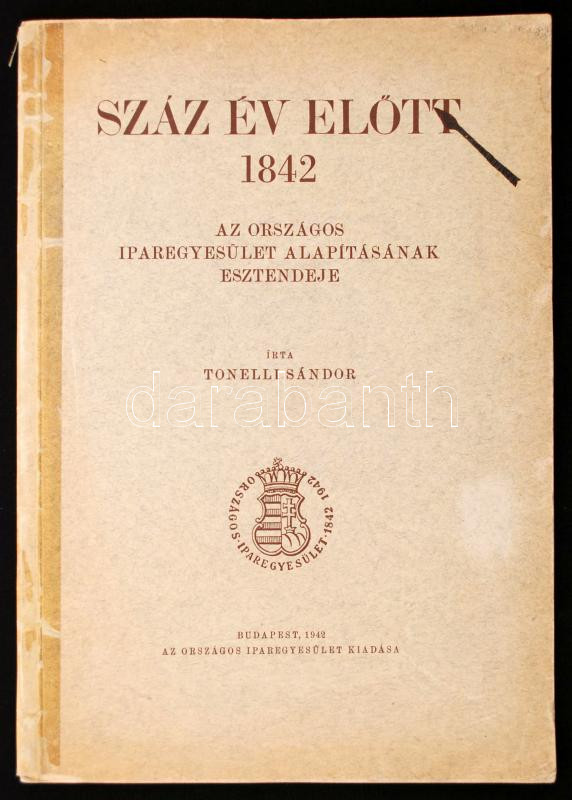 SZÁZ ÉV ELŐTT
1842
AZ ORSZÁGOS
IPAREGYESÜLET ALAPÍTÁSÁNAK
ESZTENDEJE
ÍRTA
TONELLI SÁNDOR
darabanth
ORSZÁGOS·IPAREGYESÜLET·1842 1942
BUDAPEST, 1942
AZ ORSZÁGOS IPAREGYESÜLET KIADÁSA